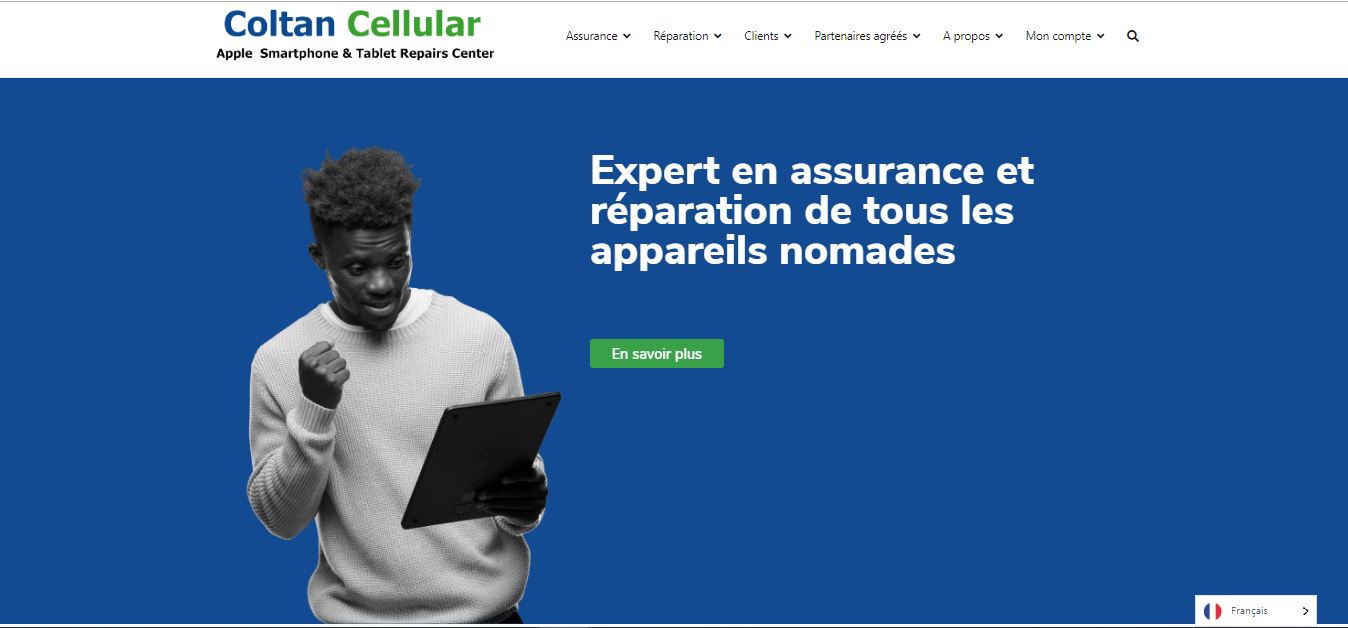 Coltan Cellular
Apple Smartphone & Tablet Repairs Center
Assurance Réparation Clients Partenaires agréés A propos Mon compte
Expert en assurance et
réparation de tous les
appareils nomades
En savoir plus
Français